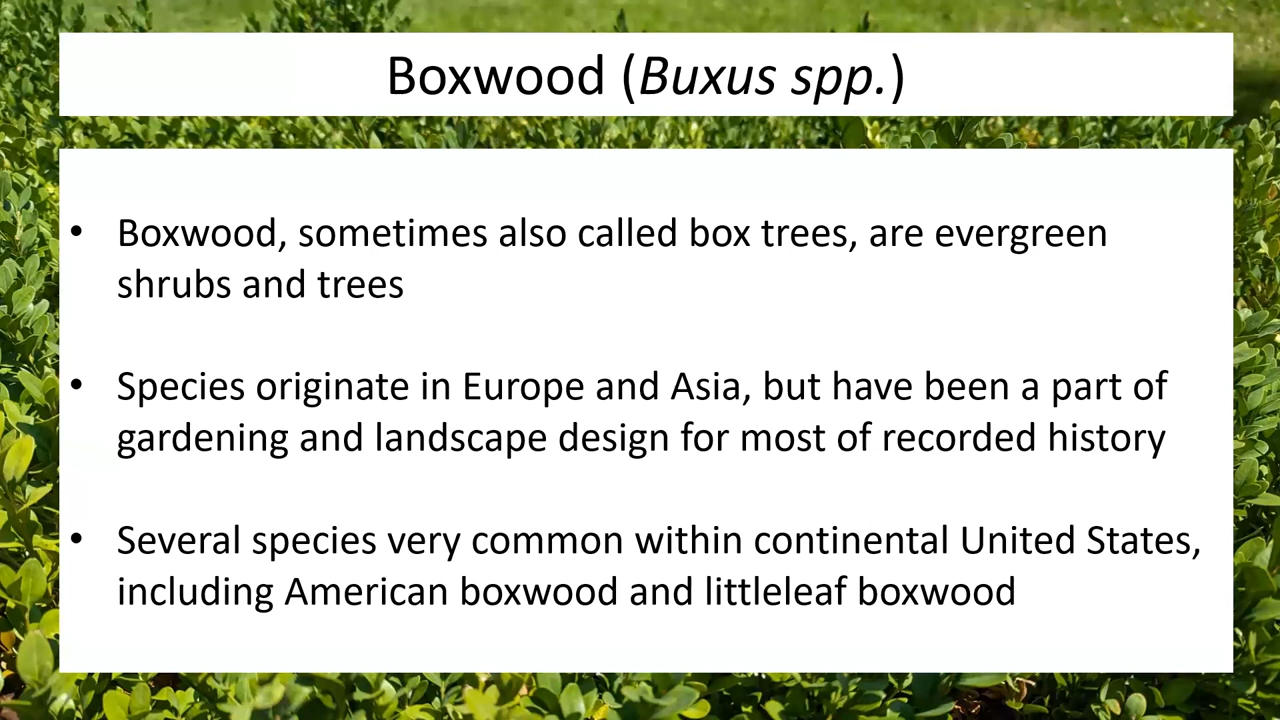 Boxwood (Buxus spp.)
• Boxwood, sometimes also called box trees, are evergreen
shrubs and trees
• Species originate in Europe and Asia, but have been a part of
gardening and landscape design for most of recorded history
• Several species very common within continental United States,
including American boxwood and littleleaf boxwood